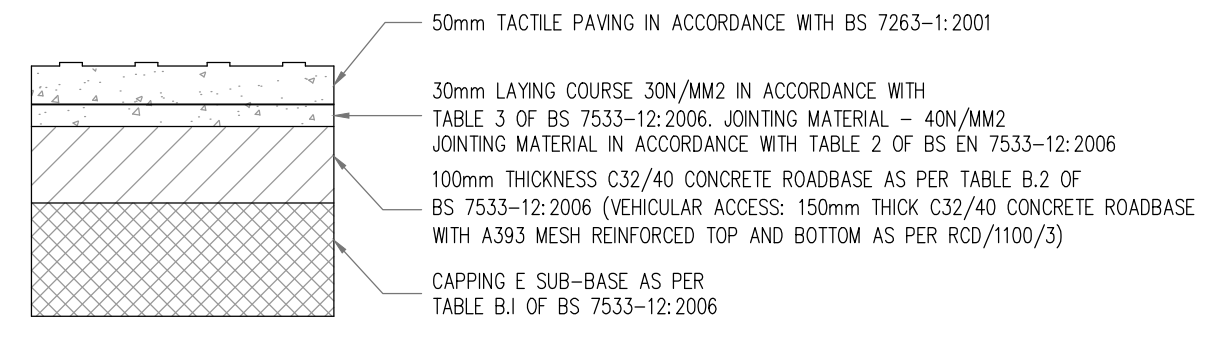 50mm TACTILE PAVING IN ACCORDANCE WITH BS 7263-1:2001
30mm LAYING COURSE 30N/MM2 IN ACCORDANCE WITH
TABLE 3 OF BS 7533-12:2006. JOINTING MATERIAL - 40N/MM2
JOINTING MATERIAL IN ACCORDANCE WITH TABLE 2 OF BS EN 7533-12:2006
100mm THICKNESS C32/40 CONCRETE ROADBASE AS PER TABLE B.2 OF
BS 7533-12:2006 (VEHICULAR ACCESS: 150mm THICK C32/40 CONCRETE ROADBASE
WITH A393 MESH REINFORCED TOP AND BOTTOM AS PER RCD/1100/3)
CAPPING E SUB-BASE AS PER
TABLE B.I OF BS 7533-12:2006